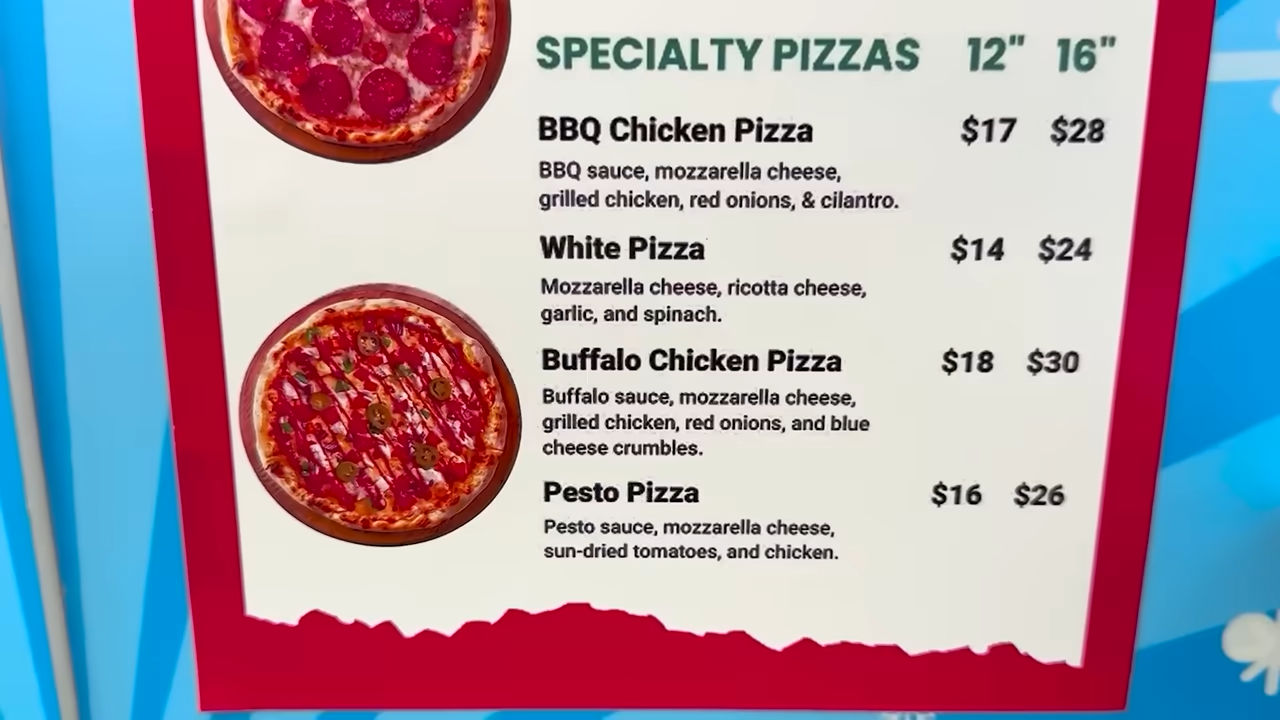 SPECIALTY PIZZAS 12" 16"
BBQ Chicken Pizza $17 $28
BBQ sauce, mozzarella cheese,
grilled chicken, red onions, & cilantro.
White Pizza $14 $24
Mozzarella cheese, ricotta cheese,
garlic, and spinach.
Buffalo Chicken Pizza $18 $30
Buffalo sauce, mozzarella cheese,
grilled chicken, red onions, and blue
cheese crumbles.
Pesto Pizza $16 $26
Pesto sauce, mozzarella cheese,
sun-dried tomatoes, and chicken.